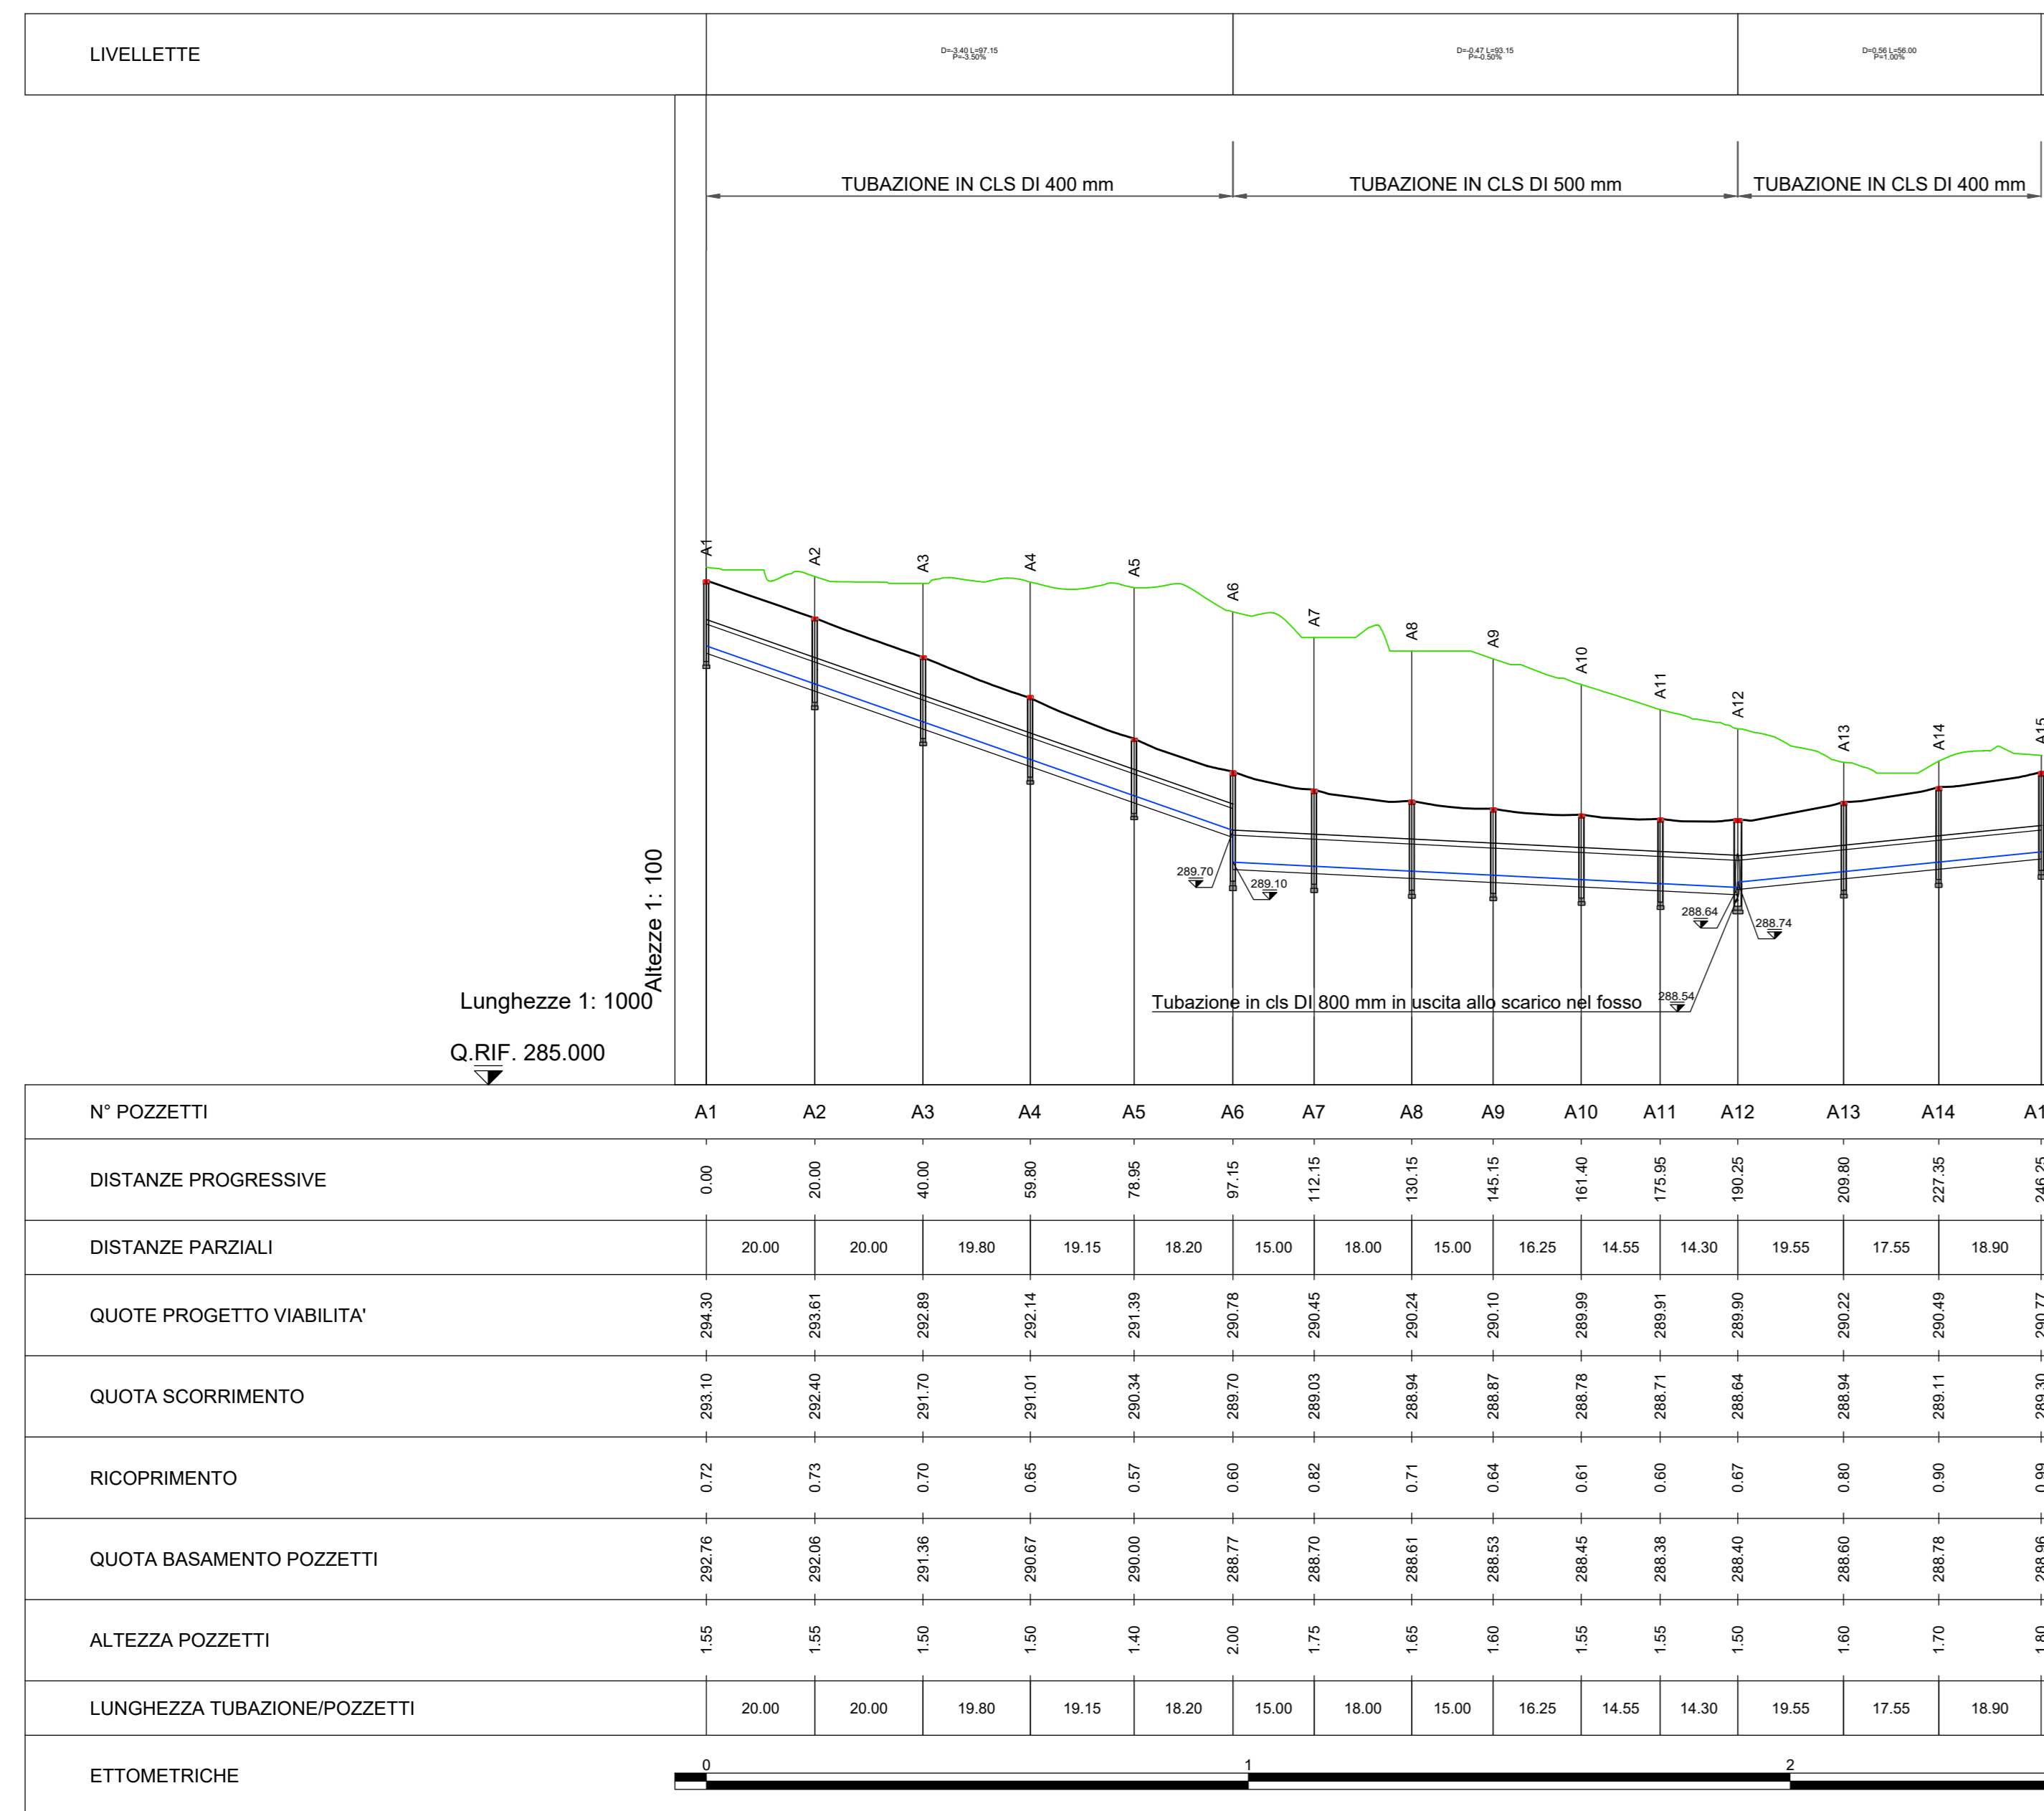 LIVELLETTE
D=-3.40 L=97.15
P=-3.50%
D=-0.47 L=93.15
P=-0.50%
D=0.56 L=56.00
P=1.00%
TUBAZIONE IN CLS DI 400 mm
TUBAZIONE IN CLS DI 500 mm
TUBAZIONE IN CLS DI 400 mm
A1
A2
A3
A4
A5
A6
A7
A8
A9
A10
A11
A12
A13
A14
A15
289.70
289.10
288.64
288.74
Altezze 1: 100
Lunghezze 1: 1000
Tubazione in cls DI 800 mm in uscita allo scarico nel fosso
288.54
Q.RIF. 285.000
N° POZZETTI A1 A2 A3 A4 A5 A6 A7 A8 A9 A10 A11 A12 A13 A14 A1
DISTANZE PROGRESSIVE 0.00 20.00 40.00 59.80 78.95 97.15 112.15 130.15 145.15 161.40 175.95 190.25 209.80 227.35 246.25
DISTANZE PARZIALI 20.00 20.00 19.80 19.15 18.20 15.00 18.00 15.00 16.25 14.55 14.30 19.55 17.55 18.90
QUOTE PROGETTO VIABILITA' 294.30 293.61 292.89 292.14 291.39 290.78 290.45 290.24 290.10 289.99 289.91 289.90 290.22 290.49 290.77
QUOTA SCORRIMENTO 293.10 292.40 291.70 291.01 290.34 289.70 289.03 288.94 288.87 288.78 288.71 288.64 288.94 289.11 289.30
RICOPRIMENTO 0.72 0.73 0.70 0.65 0.57 0.60 0.82 0.71 0.64 0.61 0.60 0.67 0.80 0.90 0.99
QUOTA BASAMENTO POZZETTI 292.76 292.06 291.36 290.67 290.00 288.77 288.70 288.61 288.53 288.45 288.38 288.40 288.60 288.78 288.96
ALTEZZA POZZETTI 1.55 1.55 1.50 1.50 1.40 2.00 1.75 1.65 1.60 1.55 1.55 1.50 1.60 1.70 1.80
LUNGHEZZA TUBAZIONE/POZZETTI 20.00 20.00 19.80 19.15 18.20 15.00 18.00 15.00 16.25 14.55 14.30 19.55 17.55 18.90
ETTOMETRICHE 0 1 2